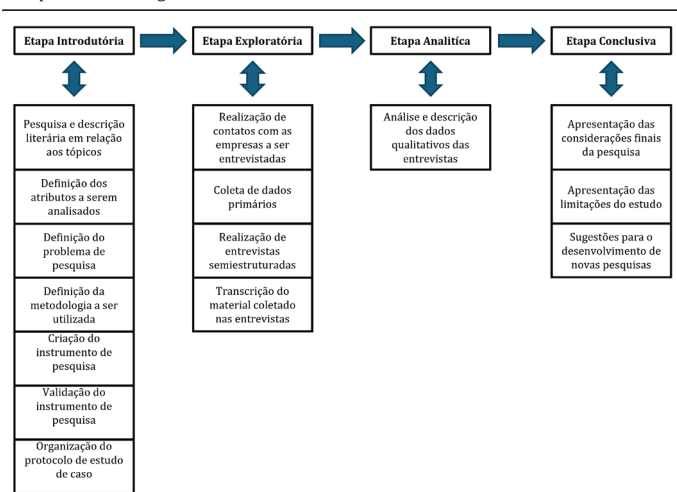 Etapa Introdutória
Etapa Exploratória
Etapa Analitíca
Etapa Conclusiva
Pesquisa e descrição
literária em relação
aos tópicos
Definição dos
atributos a serem
analisados
Definição do
problema de
pesquisa
Definição da
metodologia a ser
utilizada
Criação do
instrumento de
pesquisa
Validação do
instrumento de
pesquisa
Organização do
protocolo de estudo
de caso
Realização de
contatos com as
empresas a ser
entrevistadas
Coleta de dados
primários
Realização de
entrevistas
semiestruturadas
Transcrição do
material coletado
nas entrevistas
Análise e descrição
dos dados
qualitativos das
entrevistas
Apresentação das
considerações finais
da pesquisa
Apresentação das
limitações do estudo
Sugestões para o
desenvolvimento de
novas pesquisas